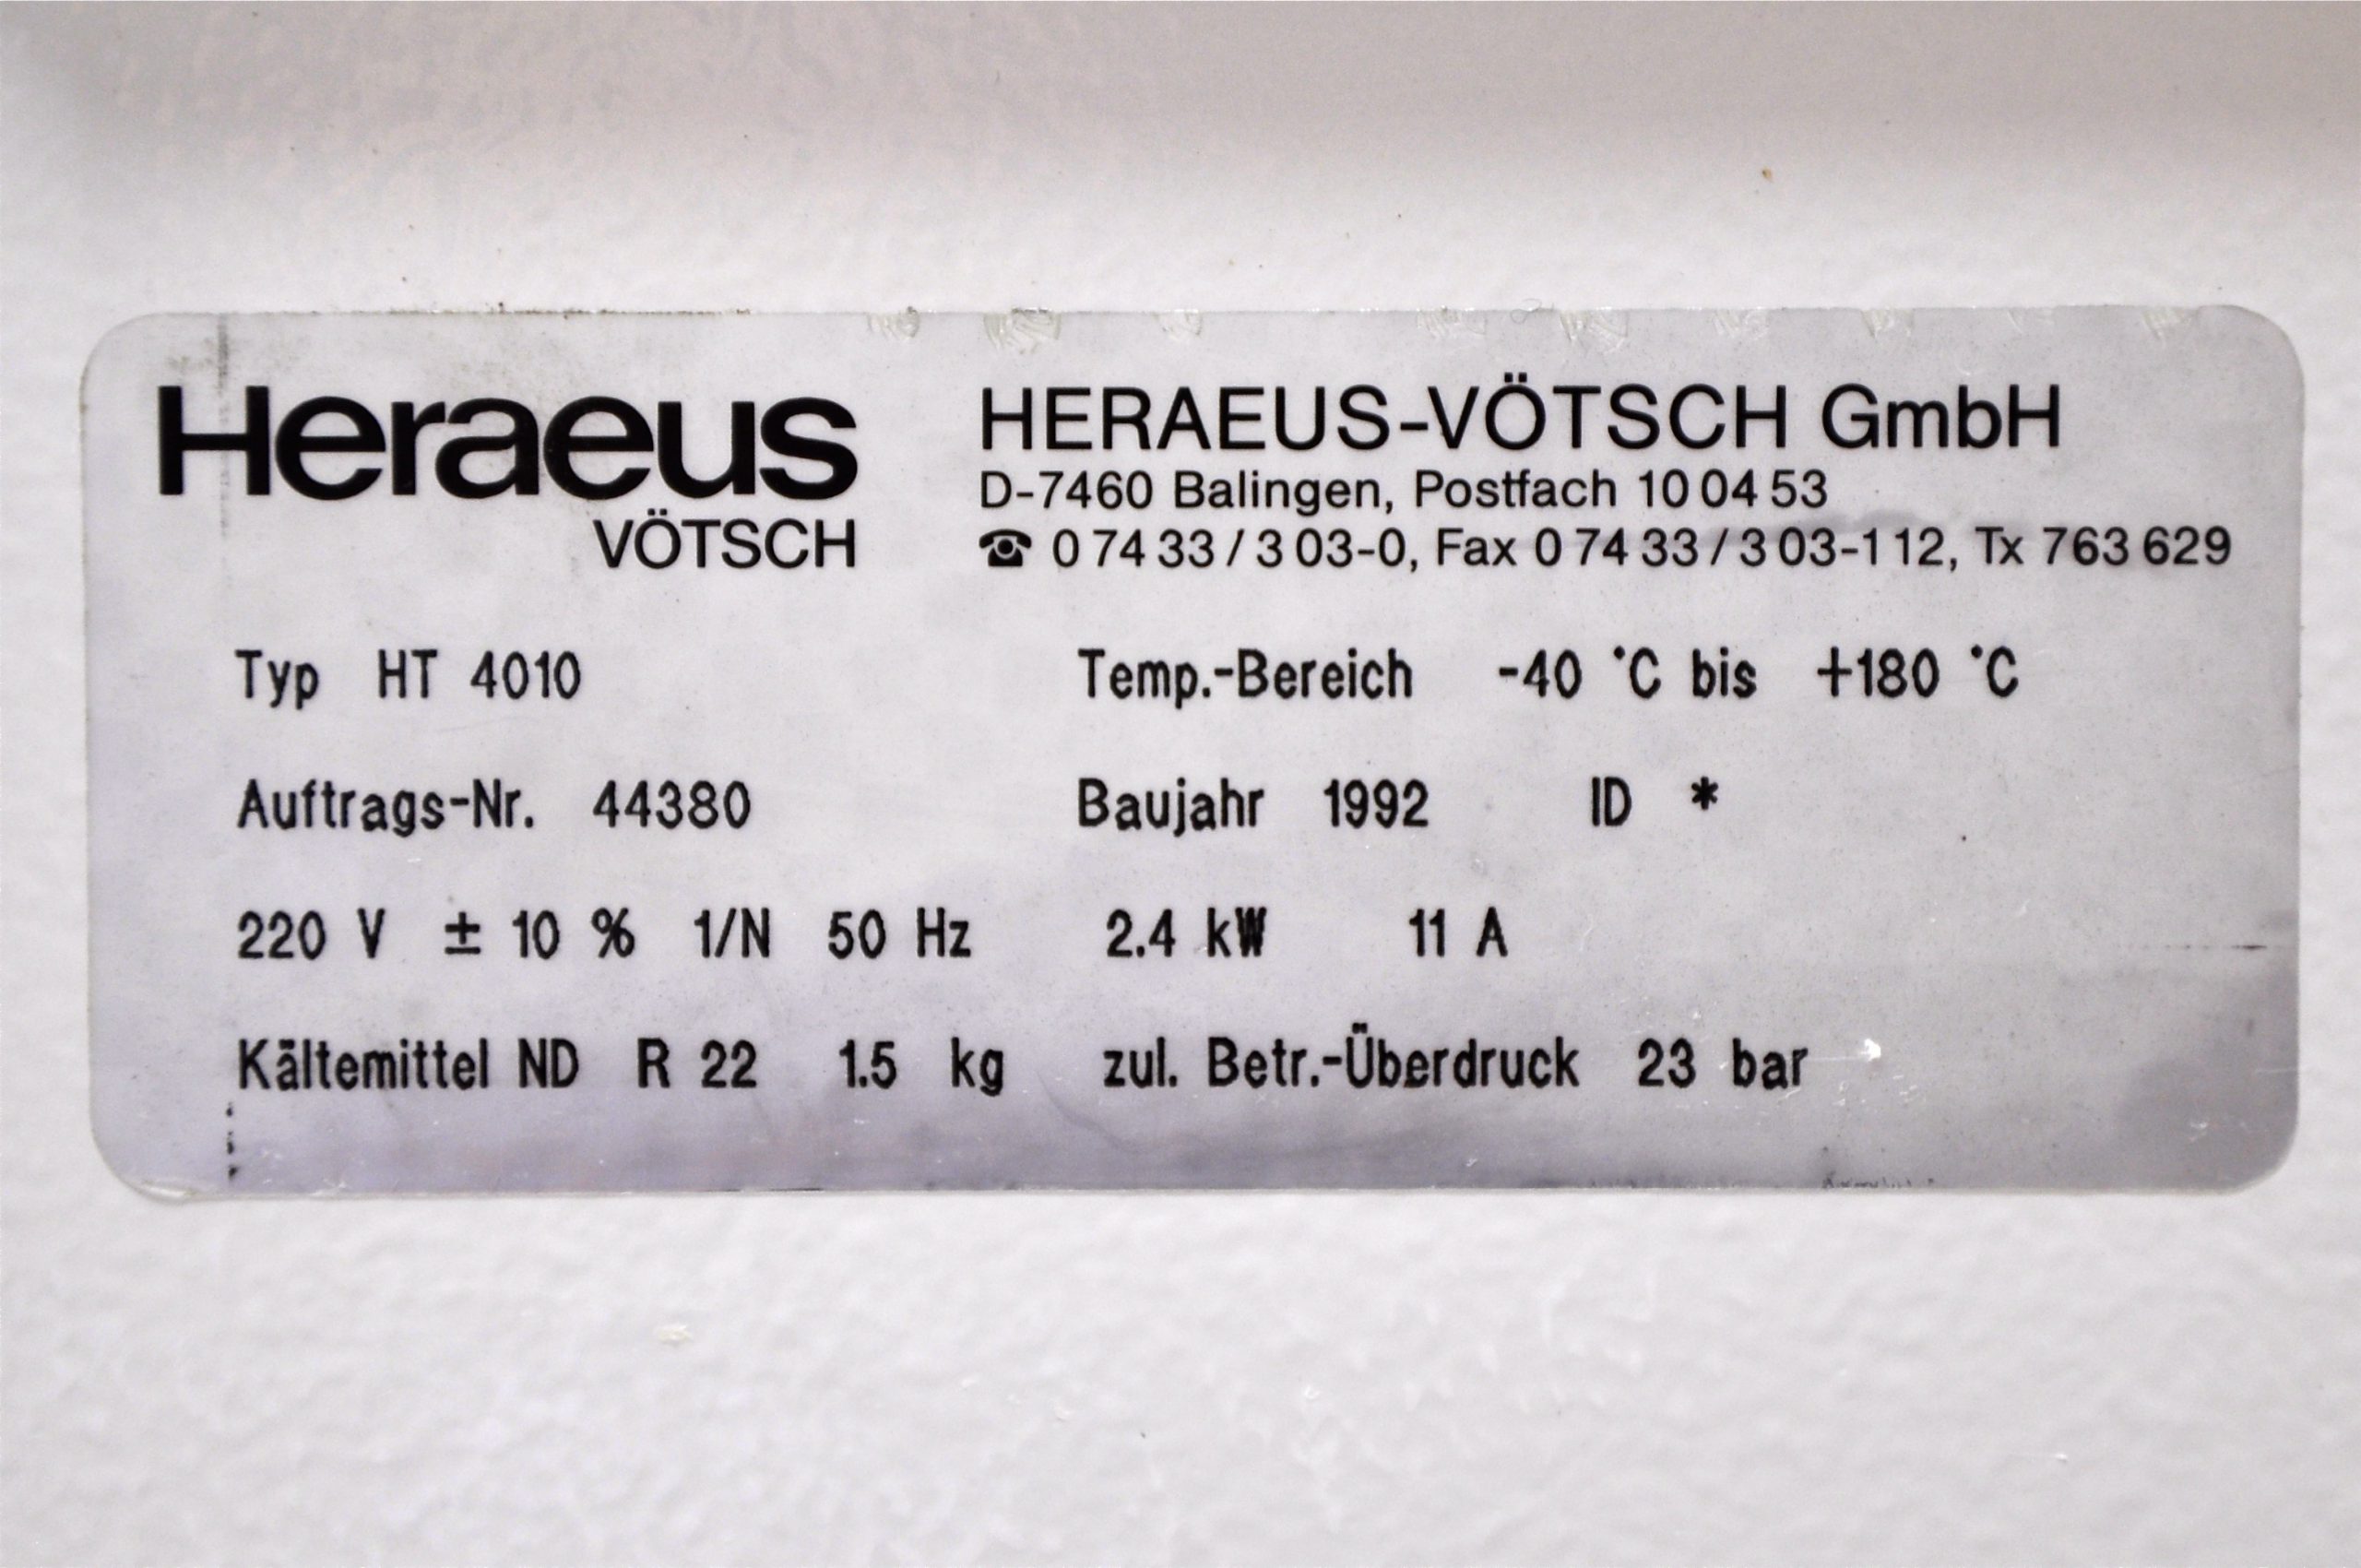 Heraeus
VÖTSCH
HERAEUS-VÖTSCH GmbH
D-7460 Balingen, Postfach 10 04 53
☎ 0 74 33 / 3 03-0, Fax 0 74 33 / 3 03-1 12, Tx 763 629
Typ HT 4010 Temp.-Bereich -40 °C bis +180 °C
Auftrags-Nr. 44380 Baujahr 1992 ID *
220 V ± 10 % 1/N 50 Hz 2.4 kW 11 A
Kältemittel ND R 22 1.5 kg zul. Betr.-Überdruck 23 bar